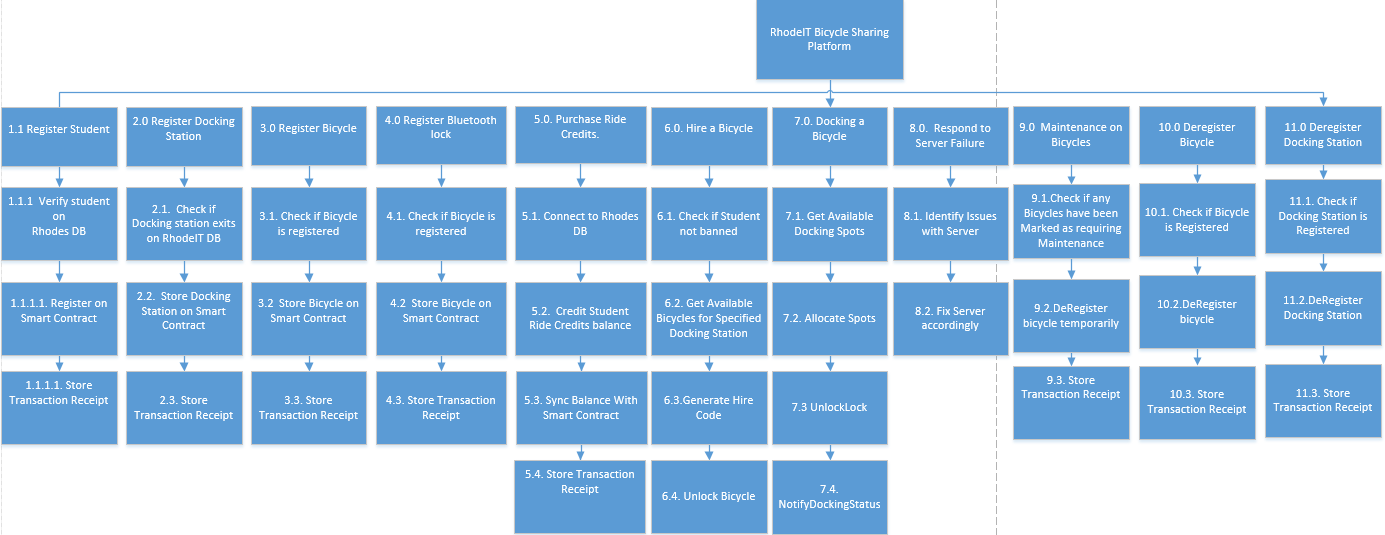 RhodeIT Bicycle Sharing
Platform
1.1 Register Student
2.0 Register Docking
Station
3.0 Register Bicycle
4.0 Register Bluetooth
lock
5.0. Purchase Ride
Credits.
6.0. Hire a Bicycle
7.0. Docking a
Bicycle
8.0. Respond to
Server Failure
9.0 Maintenance on
Bicycles
10.0 Deregister
Bicycle
11.0 Deregister
Docking Station
1.1.1 Verify student
on
Rhodes DB
2.1. Check if
Docking station exits
on RhodeIT DB
3.1. Check if Bicycle
is registered
4.1. Check if Bicycle is
registered
5.1. Connect to Rhodes
DB
6.1. Check if Student
not banned
7.1. Get Available
Docking Spots
8.1. Identify Issues
with Server
9.1.Check if any
Bicycles have been
Marked as requiring
Maintenance
10.1. Check if Bicycle
is Registered
11.1. Check if
Docking Station is
Registered
1.1.1.1. Register on
Smart Contract
2.2. Store Docking
Station on Smart
Contract
3.2 Store Bicycle on
Smart Contract
4.2 Store Bicycle on
Smart Contract
5.2. Credit Student
Ride Credits balance
6.2. Get Available
Bicycles for Specified
Docking Station
7.2. Allocate Spots
8.2. Fix Server
accordingly
9.2.DeRegister
bicycle temporarily
10.2.DeRegister
bicycle
11.2.DeRegister
Docking Station
1.1.1.1. Store
Transaction Receipt
2.3. Store
Transaction Receipt
3.3. Store
Transaction Receipt
4.3. Store Transaction
Receipt
5.3. Sync Balance With
Smart Contract
6.3.Generate Hire
Code
7.3 UnlockLock
9.3. Store
Transaction Receipt
10.3. Store
Transaction Receipt
11.3. Store
Transaction Receipt
5.4. Store Transaction
Receipt
6.4. Unlock Bicycle
7.4.
NotifyDockingStatus